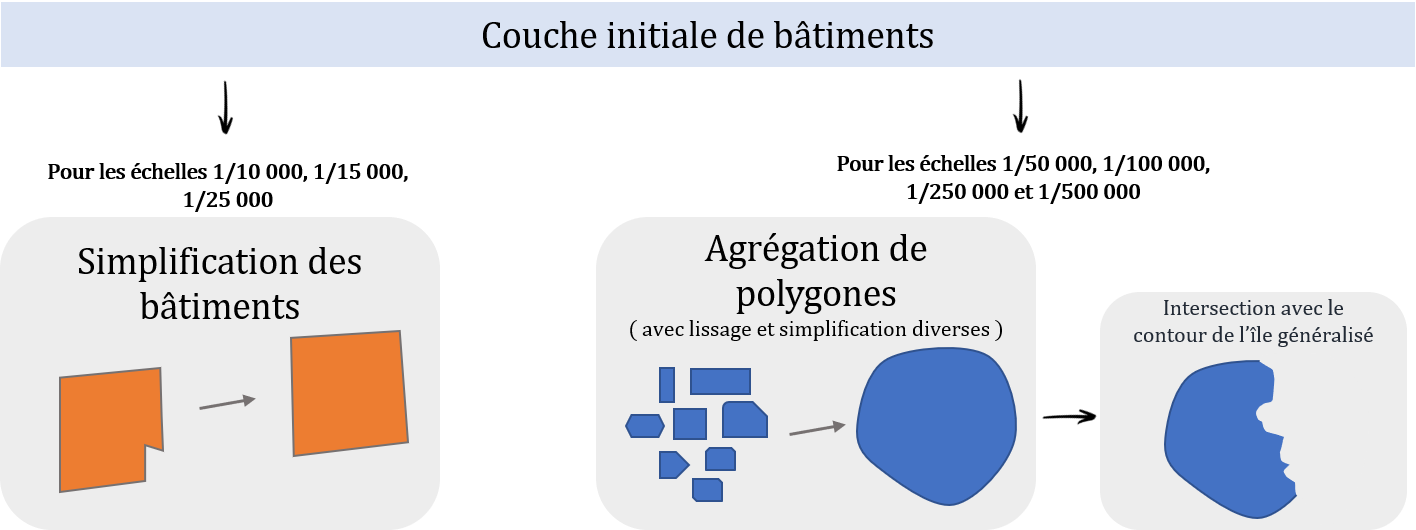 Couche initiale de bâtiments
Pour les échelles 1/10 000, 1/15 000,
1/25 000
Simplification des
bâtiments
Pour les échelles 1/50 000, 1/100 000,
1/250 000 et 1/500 000
Agrégation de
polygones
( avec lissage et simplification diverses )
Intersection avec le
contour de l’île généralisé